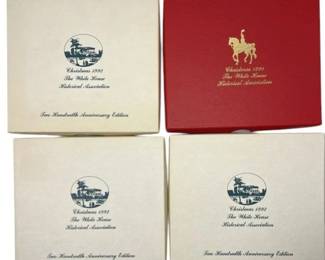 Christmas 1992
The White House
Historical Association
Two Hundredth Anniversary Edition
Christmas 1991
The White House
Historical Association
Christmas 1992
The White House
Historical Association
Two Hundredth Anniversary Edition
Christmas 1992
The White House
Historical Association
Two Hundredth Anniversary Edition